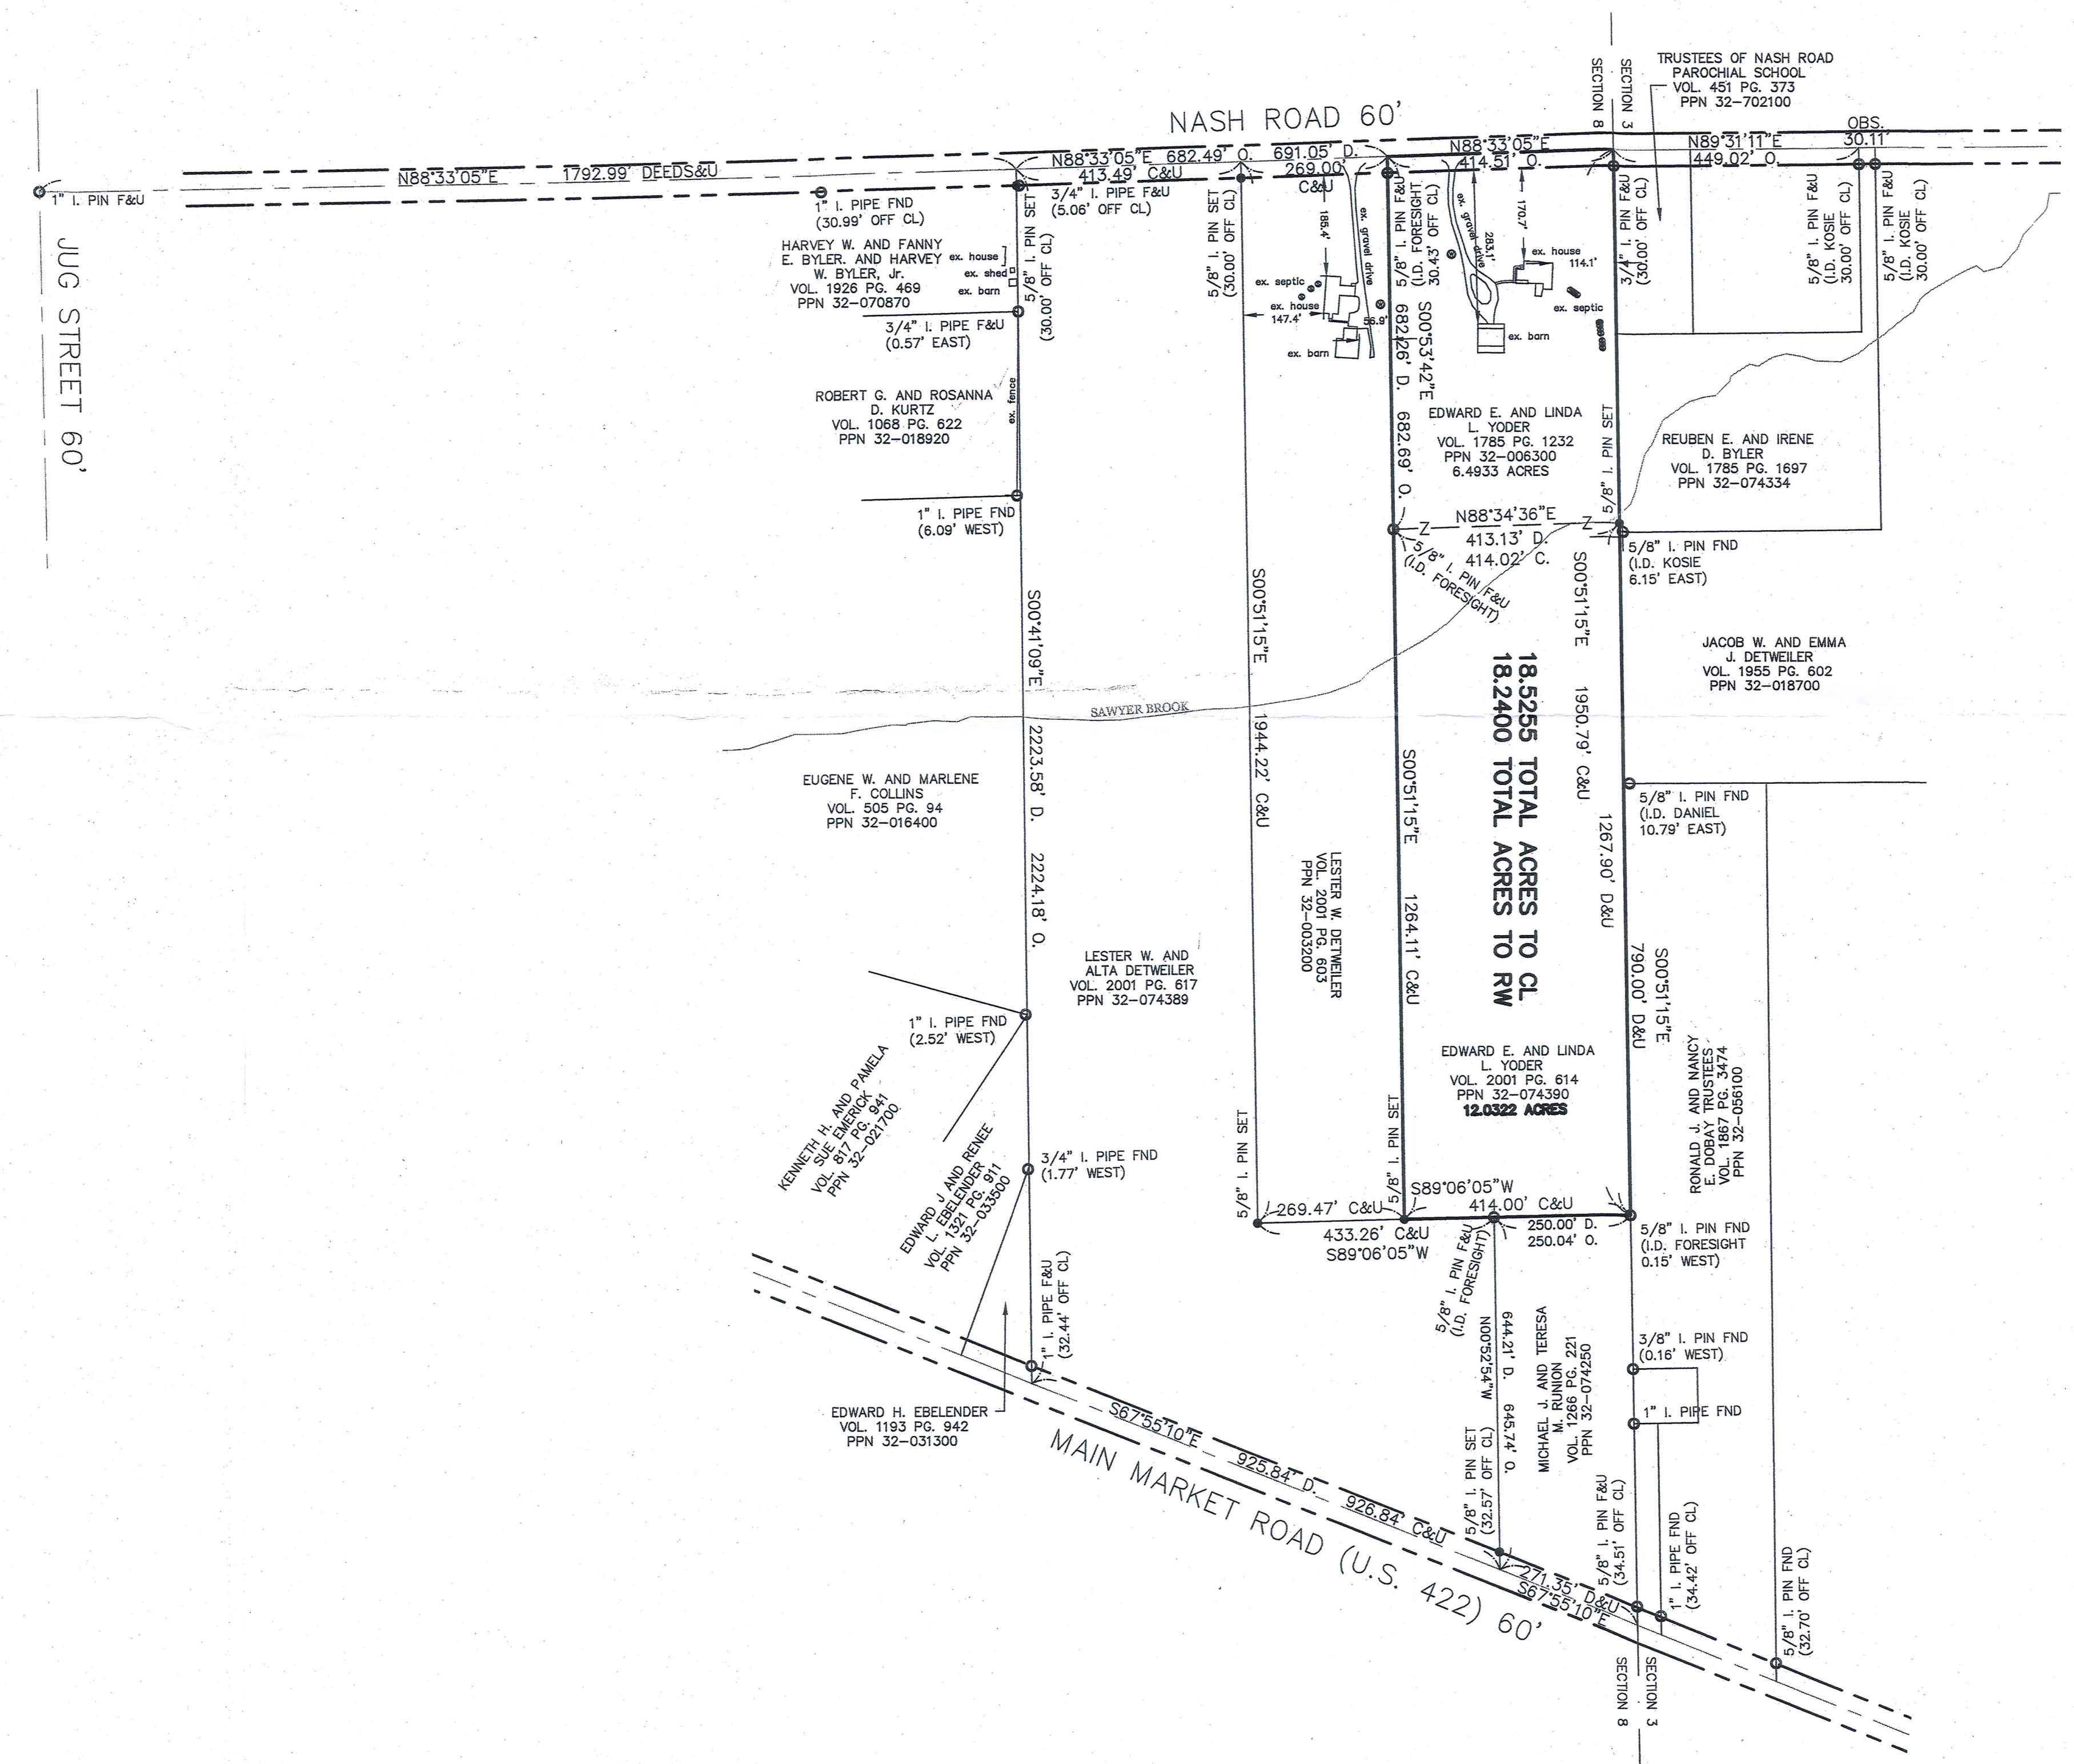 TRUSTEES OF NASH ROAD
PAROCHIAL SCHOOL
VOL. 451 PG. 373
PPN 32-702100
SECTION 8
SECTION 3
NASH ROAD 60'
OBS.
30.11'
N89°31'11"E
449.02' O.
N88°33'05"E
414.51' O.
N88°33'05"E 682.49' O. 691.05' D.
413.49' C&U
269.00'
C&U
N88°33'05"E
1792.99' DEEDS&U
1" I. PIN F&U
JUG STREET 60'
1" I. PIPE FND
(30.99' OFF CL)
3/4" I. PIPE F&U
(5.06' OFF CL)
5/8" I. PIN SET
(30.00' OFF CL)
HARVEY W. AND FANNY
E. BYLER. AND HARVEY
W. BYLER, Jr.
VOL. 1926 PG. 469
PPN 32-070870
ex. house
ex. shed
ex. barn
3/4" I. PIPE F&U
(0.57' EAST)
ROBERT G. AND ROSANNA
D. KURTZ
VOL. 1068 PG. 622
PPN 32-018920
ex. fence
1" I. PIPE FND
(6.09' WEST)
5/8" I. PIN SET
(30.00' OFF CL)
185.4'
ex. gravel drive
ex. septic
ex. house
147.4'
56.9'
ex. barn
5/8" I. PIN F&U
(I.D. FORESIGHT
30.43' OFF CL)
S00°53'42"E
682.26' D. 682.69' O.
ex. gravel drive
283.1'
170.7'
ex. house
114.1'
ex. septic
ex. barn
3/4" I. PIN F&U
(30.00' OFF CL)
5/8" I. PIN F&U
(I.D. KOSIE
30.00' OFF CL)
5/8" I. PIN F&U
(I.D. KOSIE
30.00' OFF CL)
EDWARD E. AND LINDA
L. YODER
VOL. 1785 PG. 1232
PPN 32-006300
6.4933 ACRES
5/8" I. PIN SET
REUBEN E. AND IRENE
D. BYLER
VOL. 1785 PG. 1697
PPN 32-074334
Z
N88°34'36"E
Z
413.13' D.
414.02' C.
5/8" I. PIN F&U
(I.D. FORESIGHT)
5/8" I. PIN FND
(I.D. KOSIE
6.15' EAST)
S00°41'09"E 2223.58' D. 2224.18' O.
S00°51'15"E 1944.22' C&U
S00°51'15"E 1264.11' C&U
S00°51'15"E 1950.79' C&U
1267.90' D&U
18.5255 TOTAL ACRES TO CL
18.2400 TOTAL ACRES TO RW
JACOB W. AND EMMA
J. DETWEILER
VOL. 1955 PG. 602
PPN 32-018700
SAWYER BROOK
EUGENE W. AND MARLENE
F. COLLINS
VOL. 505 PG. 94
PPN 32-016400
5/8" I. PIN FND
(I.D. DANIEL
10.79' EAST)
LESTER W. DETWEILER
VOL. 2001 PG. 603
PPN 32-003200
LESTER W. AND
ALTA DETWEILER
VOL. 2001 PG. 617
PPN 32-074389
S00°51'15"E
790.00' D&U
1" I. PIPE FND
(2.52' WEST)
EDWARD E. AND LINDA
L. YODER
VOL. 2001 PG. 614
PPN 32-074390
12.0322 ACRES
RONALD J. AND NANCY
E. DOBAY TRUSTEES
VOL. 1867 PG. 3474
PPN 32-056100
KENNETH H. AND PAMELA
SUE EMERICK
VOL. 817 PG. 941
PPN 32-021700
EDWARD J AND RENEE
L. EBELENDER
VOL. 1321 PG. 911
PPN 32-033500
3/4" I. PIPE FND
(1.77' WEST)
5/8" I. PIN SET
5/8" I. PIN SET
S89°06'05"W
414.00' C&U
269.47' C&U
433.26' C&U
S89°06'05"W
250.00' D.
250.04' O.
5/8" I. PIN FND
(I.D. FORESIGHT
0.15' WEST)
5/8" I. PIN F&U
(I.D. FORESIGHT)
1" I. PIPE F&U
(32.44' OFF CL)
N00°52'54"W
644.21' D. 645.74' O.
MICHAEL J. AND TERESA
M. RUNION
VOL. 1266 PG. 221
PPN 32-074250
3/8" I. PIN FND
(0.16' WEST)
1" I. PIPE FND
EDWARD H. EBELENDER
VOL. 1193 PG. 942
PPN 32-031300
S67°55'10"E 925.84' D. 926.84' C&U
MAIN MARKET ROAD (U.S. 422) 60'
5/8" I. PIN SET
(32.57' OFF CL)
271.35' D&U
S67°55'10"E
5/8" I. PIN F&U
(34.51' OFF CL)
1" I. PIPE FND
(34.42' OFF CL)
5/8" I. PIN FND
(32.70' OFF CL)
SECTION 8
SECTION 3